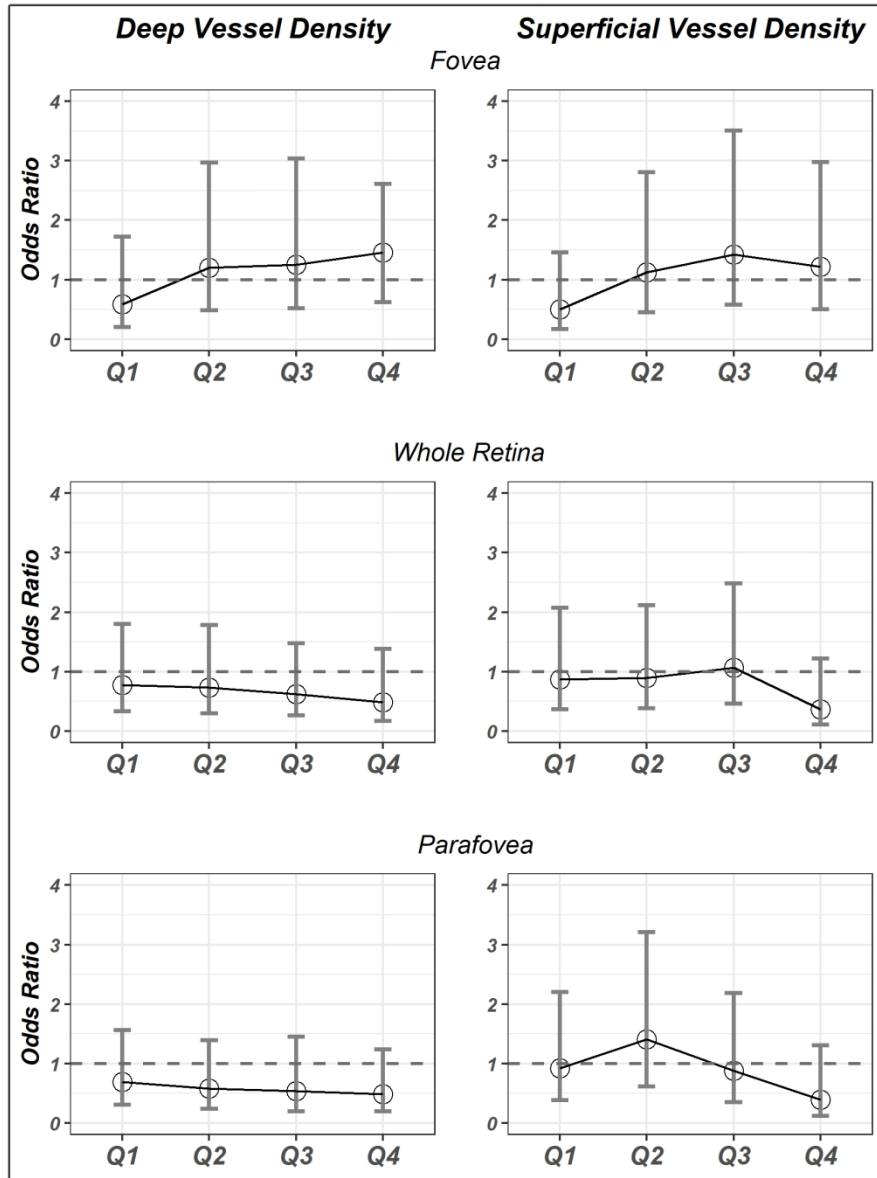 Deep Vessel Density Superficial Vessel Density
Fovea
4
3
2
1
0
Odds Ratio
Q1 Q2 Q3 Q4
4
3
2
1
0
Q1 Q2 Q3 Q4
Whole Retina
4
3
2
1
0
Odds Ratio
Q1 Q2 Q3 Q4
4
3
2
1
0
Q1 Q2 Q3 Q4
Parafovea
4
3
2
1
0
Odds Ratio
Q1 Q2 Q3 Q4
4
3
2
1
0
Q1 Q2 Q3 Q4